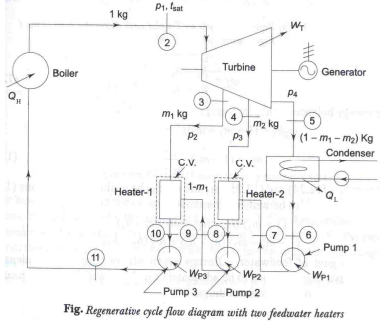 1 kg
p1, tsat
WT
2
Turbine
Boiler
Generator
QH
3
4
p4
m1 kg
m2 kg
5
p2
p3
(1 – m1 – m2) Kg
C.V.
C.V.
Condenser
Heater-1
1-m1
Heater-2
QL
10
9
8
7
6
11
Pump 1
WP3
WP2
WP1
Pump 3
Pump 2
Fig. Regenerative cycle flow diagram with two feedwater heaters